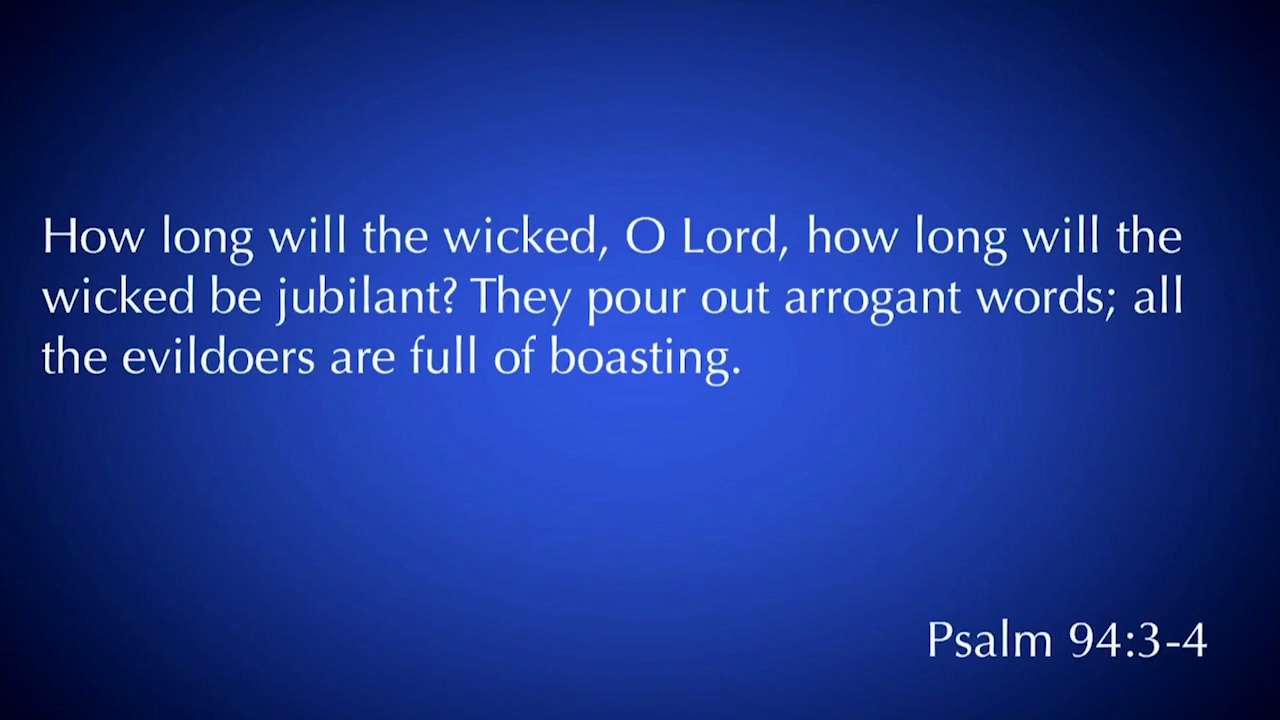 How long will the wicked, O Lord, how long will the
wicked be jubilant? They pour out arrogant words; all
the evildoers are full of boasting.
Psalm 94:3-4